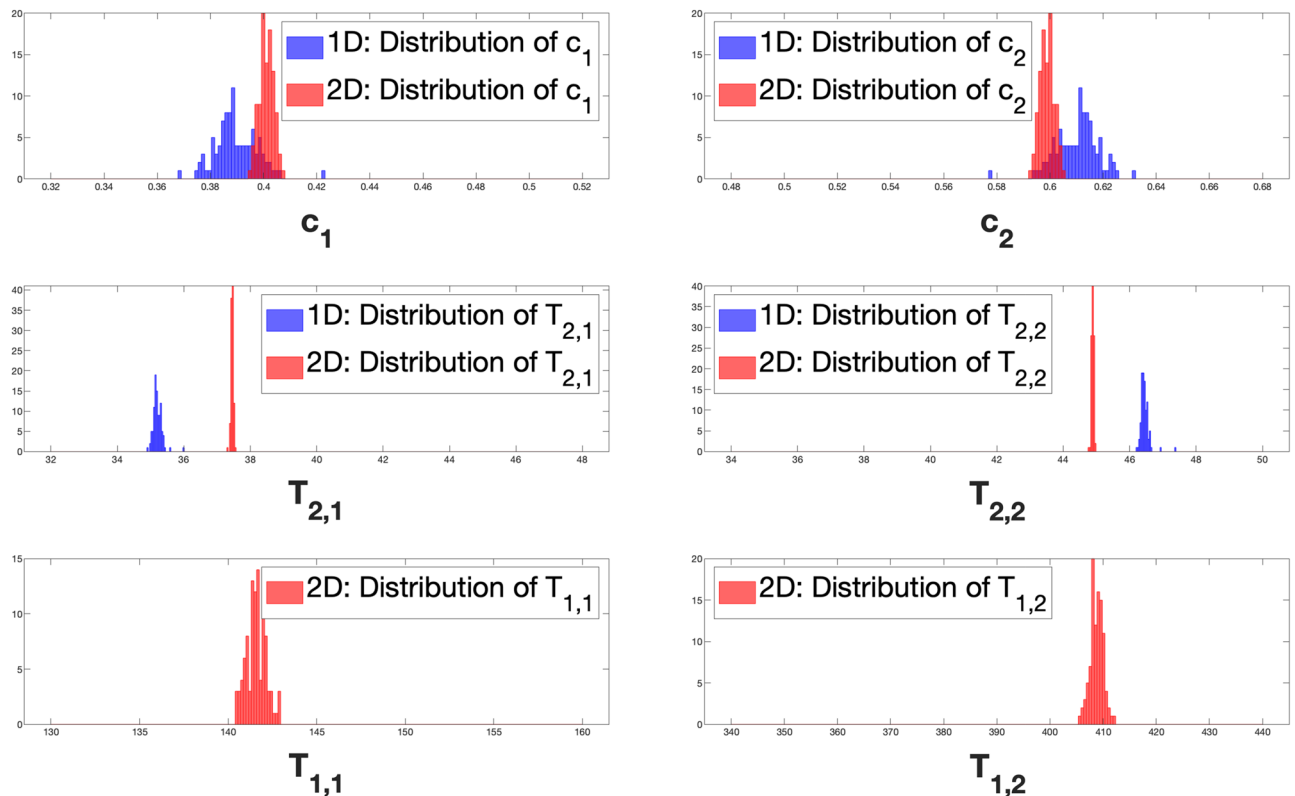 20
15
10
5
0
1D: Distribution of c1
2D: Distribution of c1
0.32 0.34 0.36 0.38 0.4 0.42 0.44 0.46 0.48 0.5 0.52
c1
20
15
10
5
0
1D: Distribution of c2
2D: Distribution of c2
0.48 0.5 0.52 0.54 0.56 0.58 0.6 0.62 0.64 0.66 0.68
c2
40
35
30
25
20
15
10
5
0
1D: Distribution of T2,1
2D: Distribution of T2,1
32 34 36 38 40 42 44 46 48
T2,1
40
35
30
25
20
15
10
5
0
1D: Distribution of T2,2
2D: Distribution of T2,2
34 36 38 40 42 44 46 48 50
T2,2
15
10
5
0
2D: Distribution of T1,1
130 135 140 145 150 155 160
T1,1
20
15
10
5
0
2D: Distribution of T1,2
340 350 360 370 380 390 400 410 420 430 440
T1,2